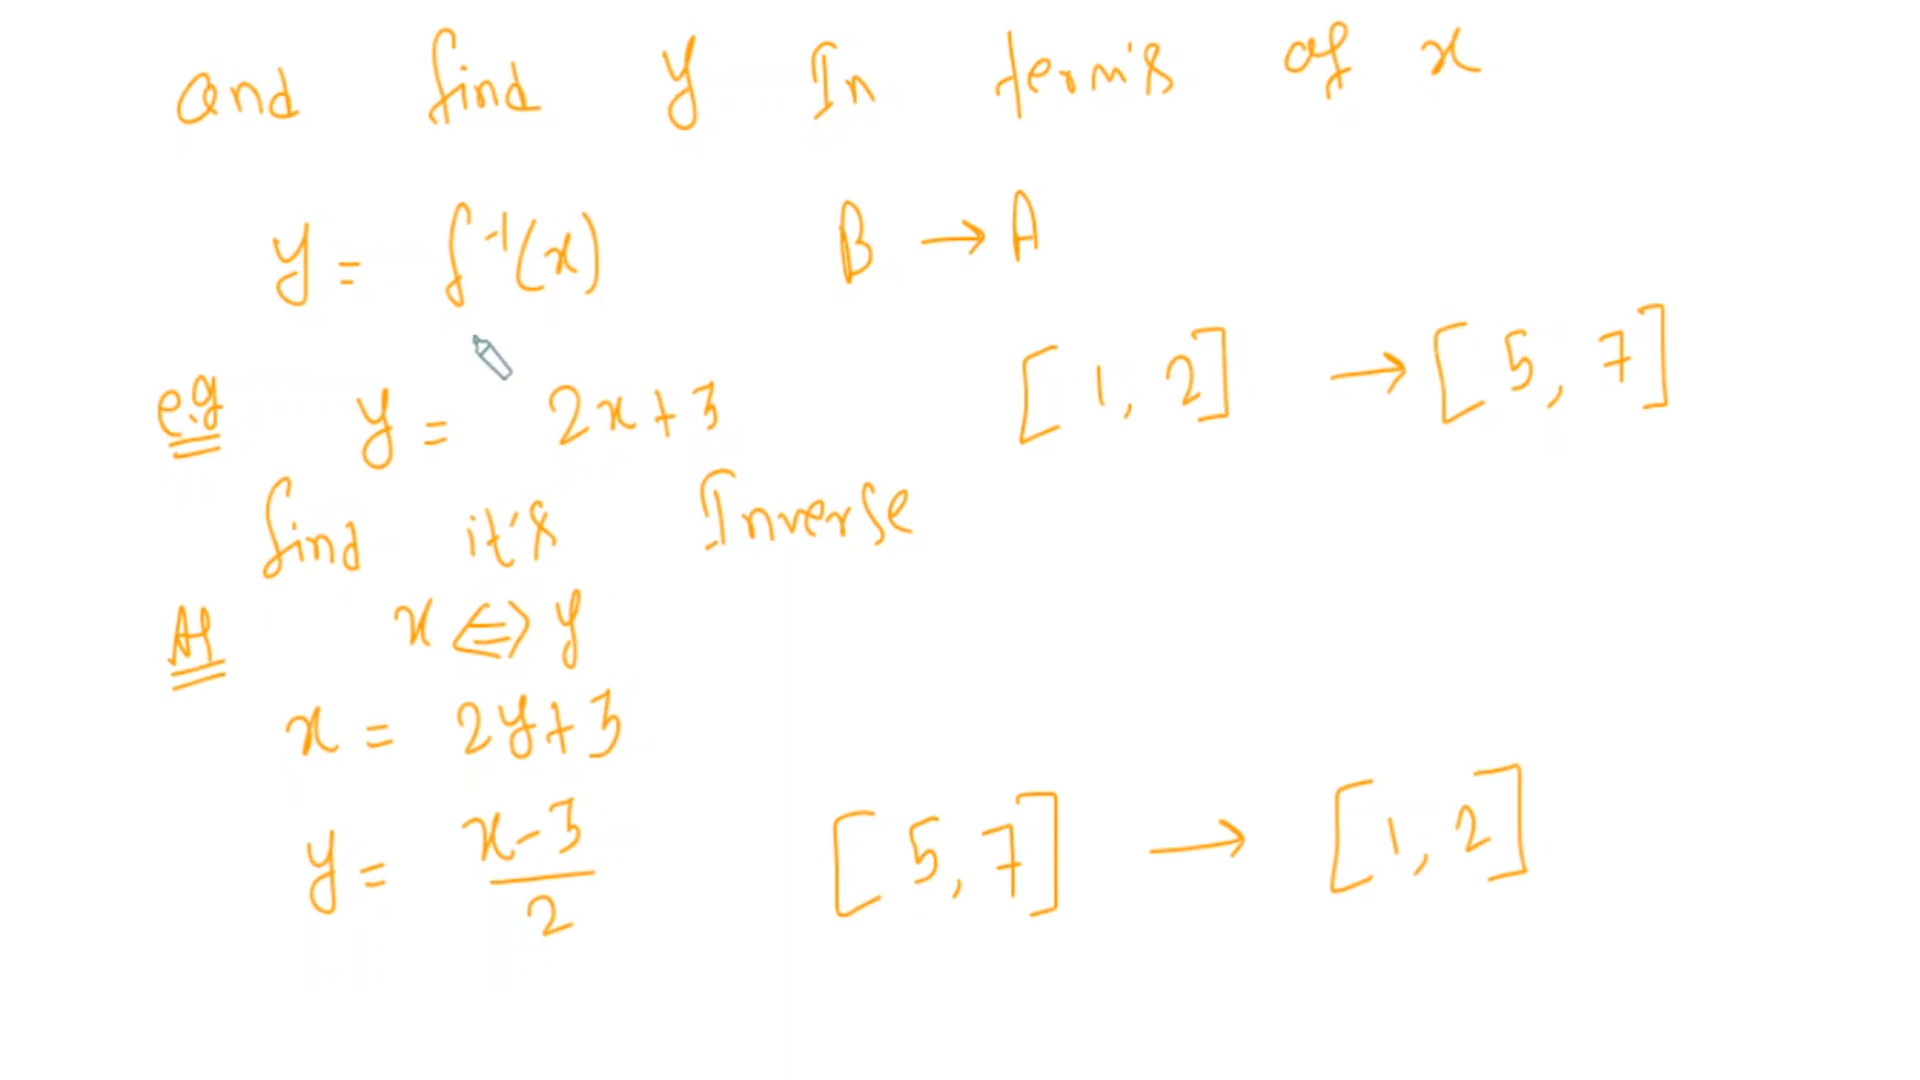 and find y In term's of x
y = f⁻¹(x) B → A
e.g y = 2x+3 [1, 2] → [5, 7]
find it's Inverse
x ⇔ y
x = 2y+3
y = (x-3)/2 [5, 7] → [1, 2]